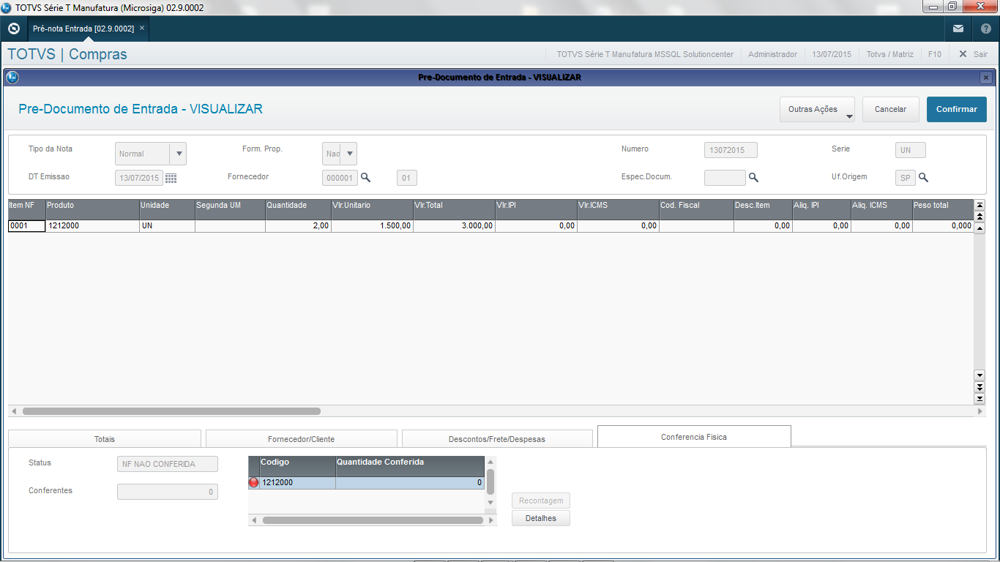 TOTVS Série T Manufatura (Microsiga) 02.9.0002
Pré-nota Entrada [02.9.0002]
TOTVS | Compras
TOTVS Série T Manufatura MSSQL Solutioncenter
Administrador
13/07/2015
Totvs / Matriz
F10
Sair
Pre-Documento de Entrada - VISUALIZAR
Pre-Documento de Entrada - VISUALIZAR
Outras Ações
Cancelar
Confirmar
Tipo da Nota
Normal
Form. Prop.
Nao
Numero
13072015
Serie
UN
DT Emissao
13/07/2015
Fornecedor
000001
01
Espec.Docum.
Uf.Origem
SP
Item NF Produto Unidade Segunda UM Quantidade Vlr.Unitario Vlr.Total Vlr.IPI Vlr.ICMS Cod. Fiscal Desc.Item Aliq. IPI Aliq. ICMS Peso total
0001 1212000 UN 2,00 1.500,00 3.000,00 0,00 0,00 0,00 0,00 0,00 0,000
Totais
Fornecedor/Cliente
Descontos/Frete/Despesas
Conferencia Fisica
Status
NF NAO CONFERIDA
Conferentes
0
Codigo Quantidade Conferida
1212000 0
Recontagem
Detalhes